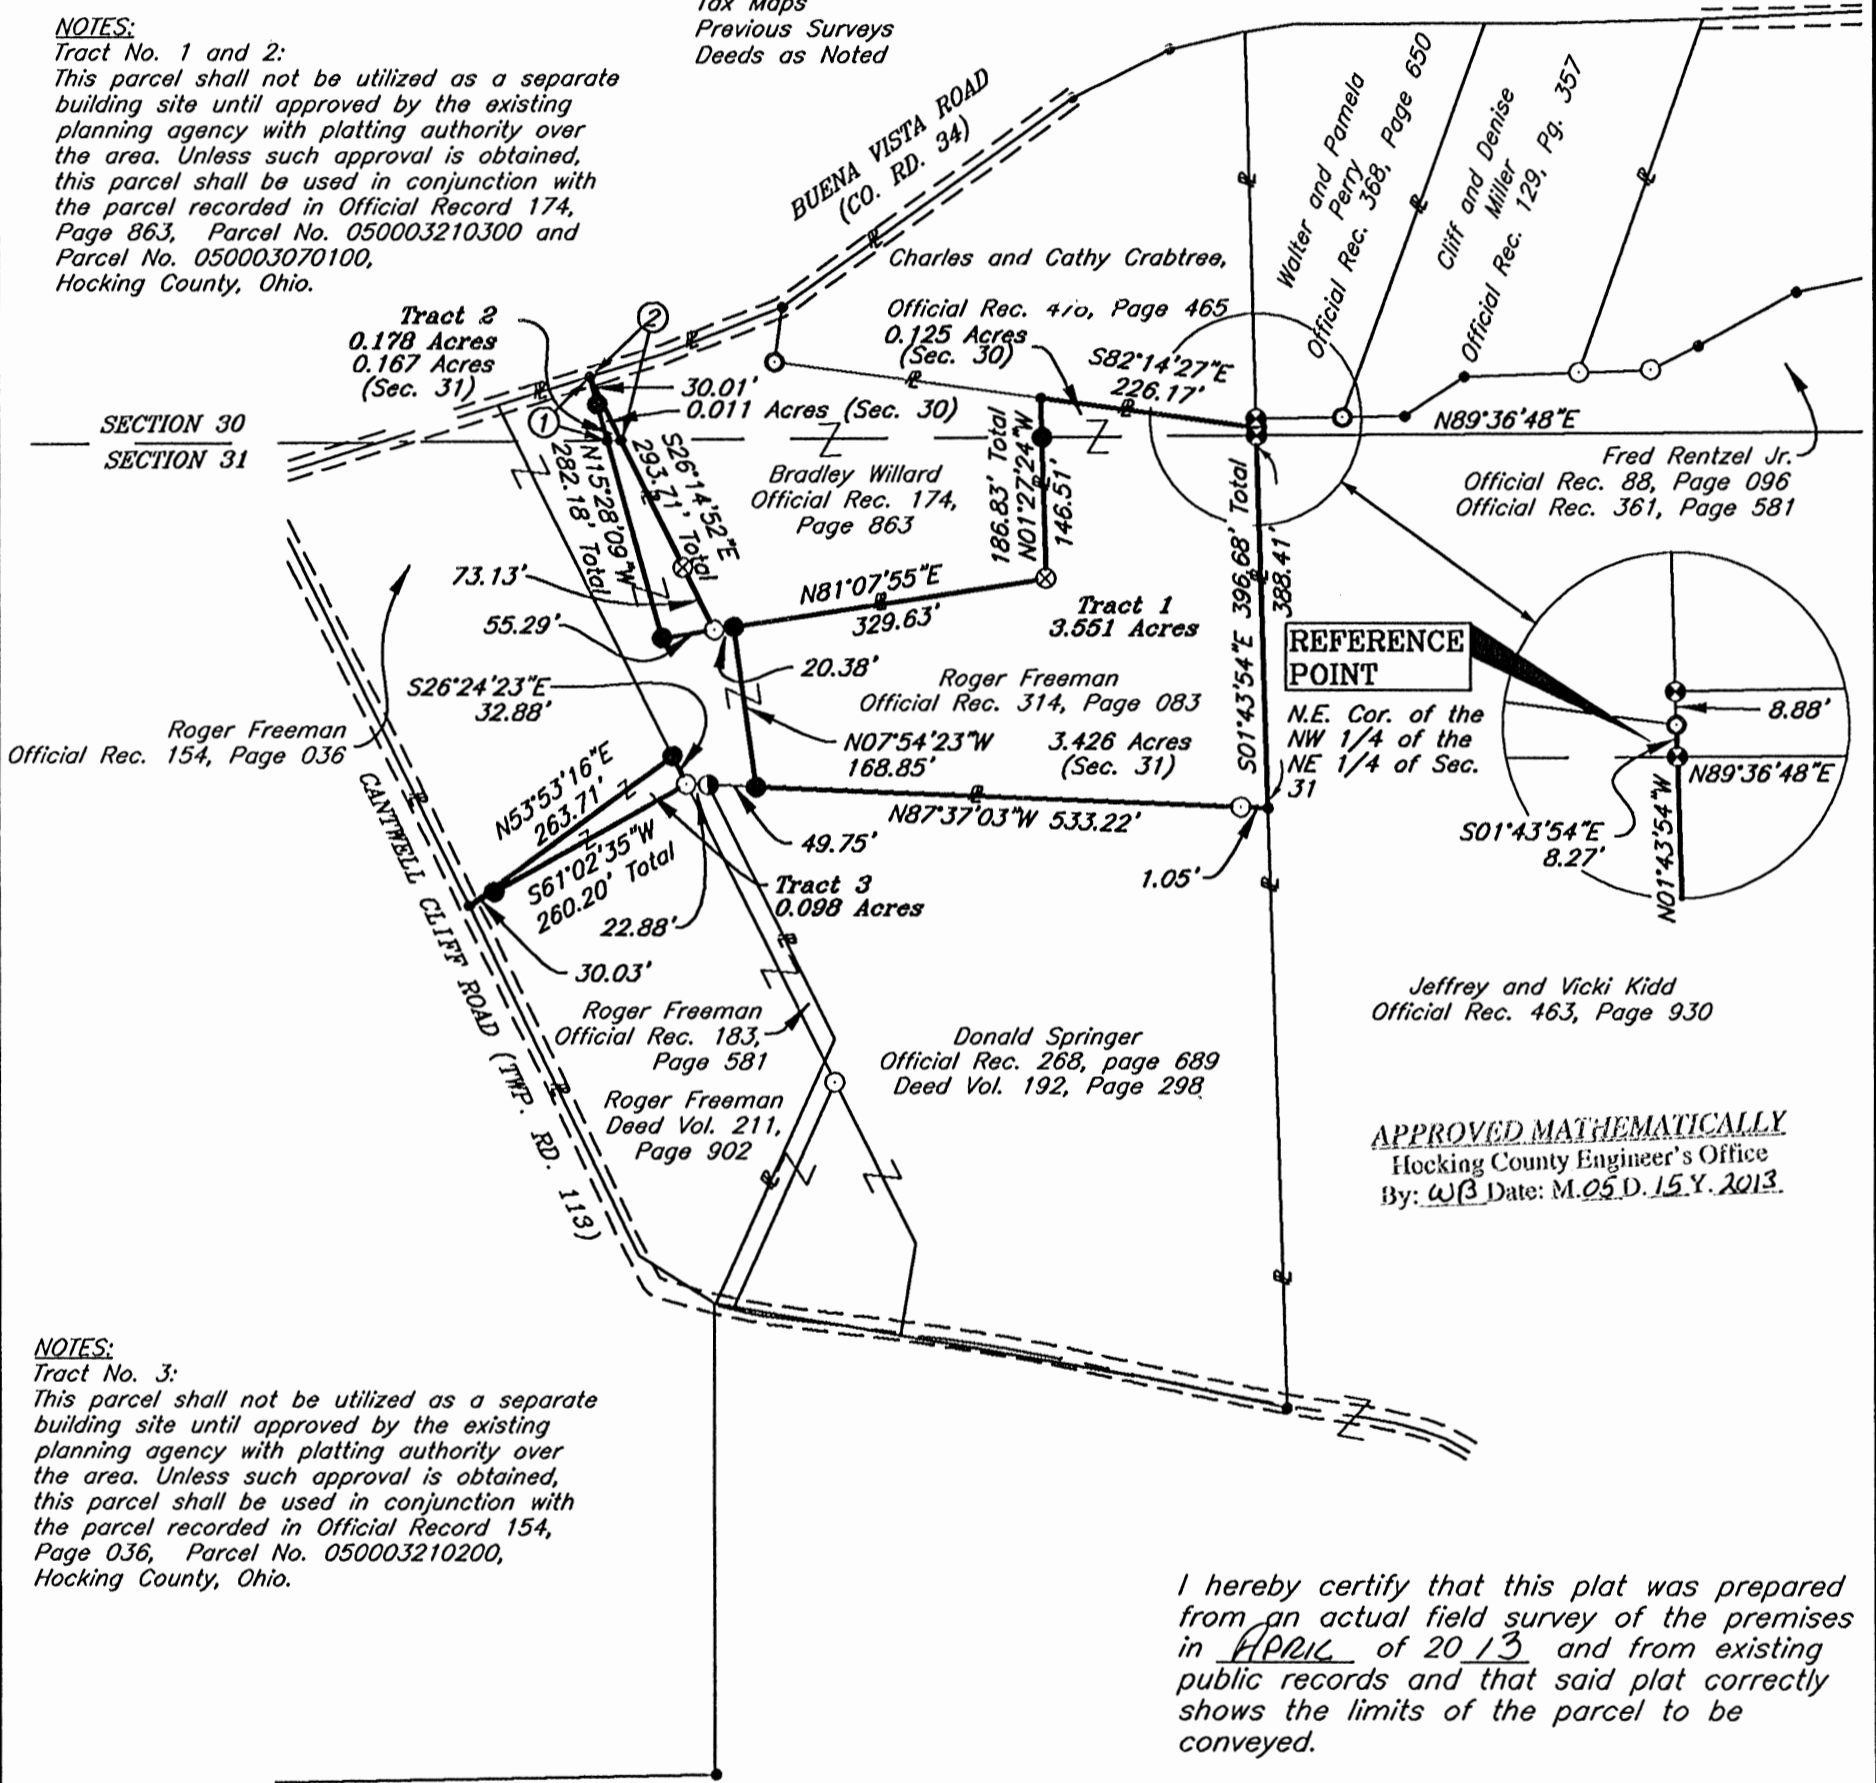 Tax Maps
Previous Surveys
Deeds as Noted
NOTES:
Tract No. 1 and 2:
This parcel shall not be utilized as a separate
building site until approved by the existing
planning agency with platting authority over
the area. Unless such approval is obtained,
this parcel shall be used in conjunction with
the parcel recorded in Official Record 174,
Page 863, Parcel No. 050003210300 and
Parcel No. 050003070100,
Hocking County, Ohio.
BUENA VISTA ROAD
(CO. RD. 34)
Walter and Pamela
Perry
Official Rec. 368, Page 650
Cliff and Denise
Miller
Official Rec. 129, Pg. 357
Charles and Cathy Crabtree,
Official Rec. Page 465
0.125 Acres
(Sec. 30)
S82°14'27"E
226.17'
Tract 2
0.178 Acres
0.167 Acres
(Sec. 31)
2
1
30.01'
0.011 Acres (Sec. 30)
SECTION 30
SECTION 31
N15°28'09"W
282.18' Total
S26°14'52"E
293.71' Total
Bradley Willard
Official Rec. 174,
Page 863
186.83' Total
N01°27'24"W
146.51'
N89°36'48"E
Fred Rentzel Jr.
Official Rec. 88, Page 096
Official Rec. 361, Page 581
S01°43'54"E 396.68' Total
388.41'
73.13'
55.29'
N81°07'55"E
329.63'
Tract 1
3.551 Acres
20.38'
S26°24'23"E
32.88'
Roger Freeman
Official Rec. 314, Page 083
N07°54'23"W
168.85'
3.426 Acres
(Sec. 31)
REFERENCE
POINT
N.E. Cor. of the
NW 1/4 of the
NE 1/4 of Sec.
31
8.88'
N89°36'48"E
S01°43'54"E
8.27'
N01°43'54"W
Roger Freeman
Official Rec. 154, Page 036
N53°53'16"E
263.71'
S61°02'35"W
260.20' Total
N87°37'03"W 533.22'
49.75'
1.05'
Tract 3
0.098 Acres
22.88'
30.03'
CANTWELL CLIFF ROAD (TWP. RD. 113)
Roger Freeman
Official Rec. 183,
Page 581
Roger Freeman
Deed Vol. 211,
Page 902
Donald Springer
Official Rec. 268, page 689
Deed Vol. 192, Page 298
Jeffrey and Vicki Kidd
Official Rec. 463, Page 930
APPROVED MATHEMATICALLY
Hocking County Engineer's Office
By: WB Date: M.05 D.15 Y.2013
NOTES:
Tract No. 3:
This parcel shall not be utilized as a separate
building site until approved by the existing
planning agency with platting authority over
the area. Unless such approval is obtained,
this parcel shall be used in conjunction with
the parcel recorded in Official Record 154,
Page 036, Parcel No. 050003210200,
Hocking County, Ohio.
I hereby certify that this plat was prepared
from an actual field survey of the premises
in APRIL of 2013 and from existing
public records and that said plat correctly
shows the limits of the parcel to be
conveyed.